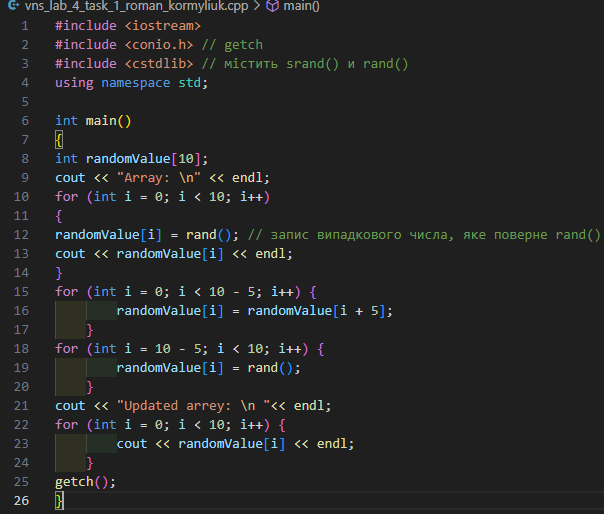 vns_lab_4_task_1_roman_kormyliuk.cpp > main()
1 #include <iostream>
2 #include <conio.h> // getch
3 #include <cstdlib> // містить srand() и rand()
4 using namespace std;
5
6 int main()
7 {
8 int randomValue[10];
9 cout << "Array: \n" << endl;
10 for (int i = 0; i < 10; i++)
11 {
12 randomValue[i] = rand(); // запис випадкового числа, яке поверне rand()
13 cout << randomValue[i] << endl;
14 }
15 for (int i = 0; i < 10 - 5; i++) {
16         randomValue[i] = randomValue[i + 5];
17     }
18 for (int i = 10 - 5; i < 10; i++) {
19         randomValue[i] = rand();
20     }
21 cout << "Updated arrey: \n "<< endl;
22 for (int i = 0; i < 10; i++) {
23         cout << randomValue[i] << endl;
24     }
25 getch();
26 }